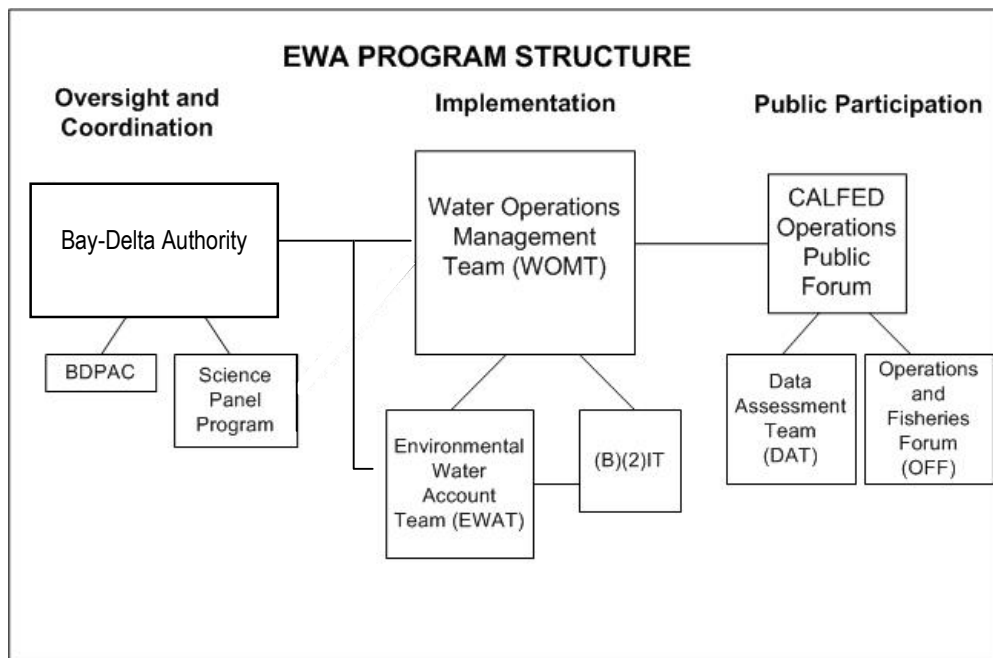 EWA PROGRAM STRUCTURE
Oversight and
Coordination
Implementation
Public Participation
Bay-Delta Authority
Water Operations
Management
Team (WOMT)
CALFED
Operations
Public
Forum
BDPAC
Science
Panel
Program
Environmental
Water
Account
Team (EWAT)
(B)(2)IT
Data
Assessment
Team
(DAT)
Operations
and
Fisheries
Forum
(OFF)